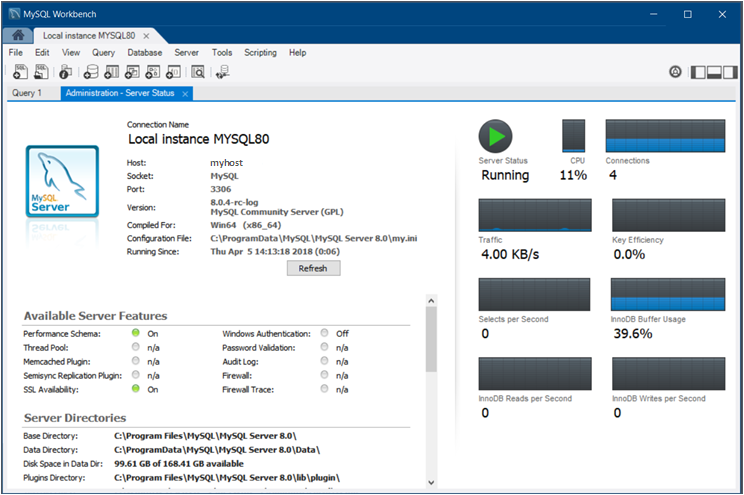 MySQL Workbench
Local instance MYSQL80
File Edit View Query Database Server Tools Scripting Help
Query 1
Administration - Server Status
Connection Name
Local instance MYSQL80
Host: myhost
Socket: MySQL
Port: 3306
Version: 8.0.4-rc-log
MySQL Community Server (GPL)
Compiled For: Win64 (x86_64)
Configuration File: C:\ProgramData\MySQL\MySQL Server 8.0\my.ini
Running Since: Thu Apr 5 14:13:18 2018 (0:06)
Refresh
MySQL
Server
Available Server Features
Performance Schema: On
Windows Authentication: Off
Thread Pool: n/a
Password Validation: n/a
Memcached Plugin: n/a
Audit Log: n/a
Semisync Replication Plugin: n/a
Firewall: n/a
SSL Availability: On
Firewall Trace: n/a
Server Directories
Base Directory: C:\Program Files\MySQL\MySQL Server 8.0\
Data Directory: C:\ProgramData\MySQL\MySQL Server 8.0\Data\
Disk Space in Data Dir: 99.61 GB of 168.41 GB available
Plugins Directory: C:\Program Files\MySQL\MySQL Server 8.0\lib\plugin\
Server Status
Running
CPU
11%
Connections
4
Traffic
4.00 KB/s
Key Efficiency
0.0%
Selects per Second
0
InnoDB Buffer Usage
39.6%
InnoDB Reads per Second
0
InnoDB Writes per Second
0